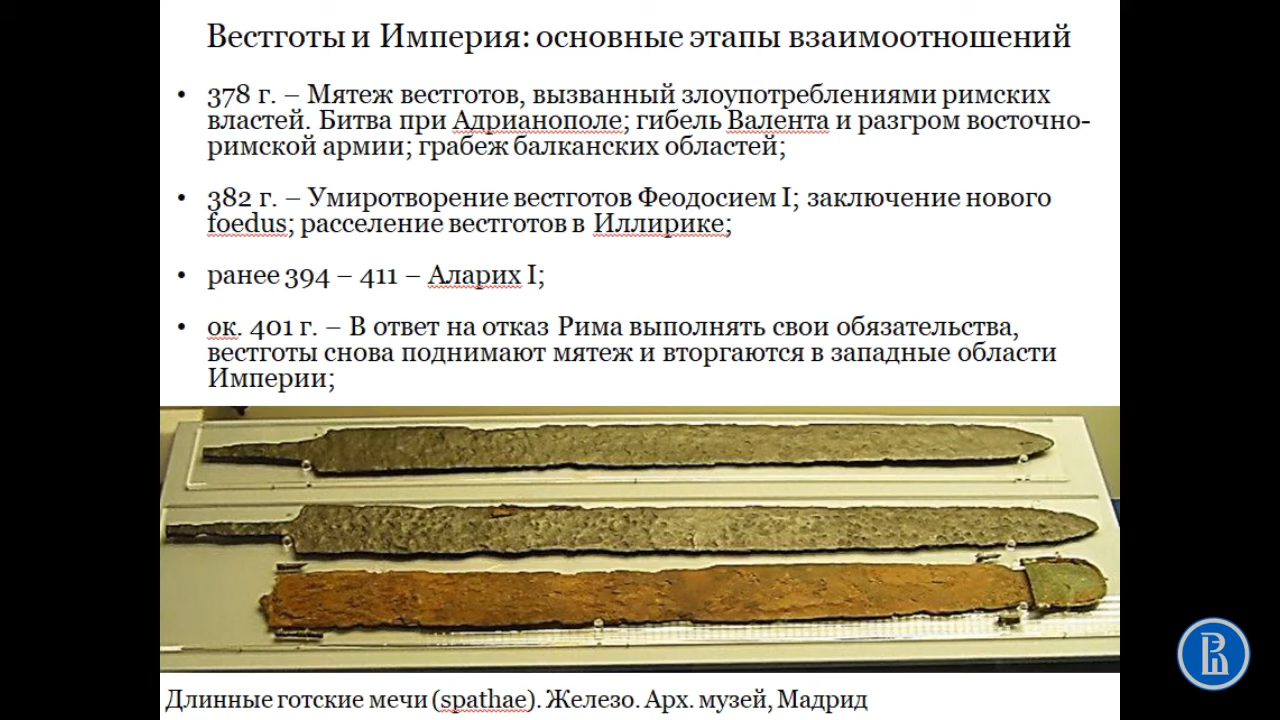 Вестготы и Империя: основные этапы взаимоотношений
• 378 г. – Мятеж вестготов, вызванный злоупотреблениями римских
властей. Битва при Адрианополе; гибель Валента и разгром восточно-
римской армии; грабеж балканских областей;
• 382 г. – Умиротворение вестготов Феодосием I; заключение нового
foedus; расселение вестготов в Иллирике;
• ранее 394 – 411 – Аларих I;
• ок. 401 г. – В ответ на отказ Рима выполнять свои обязательства,
вестготы снова поднимают мятеж и вторгаются в западные области
Империи;
Длинные готские мечи (spathae). Железо. Арх. музей, Мадрид